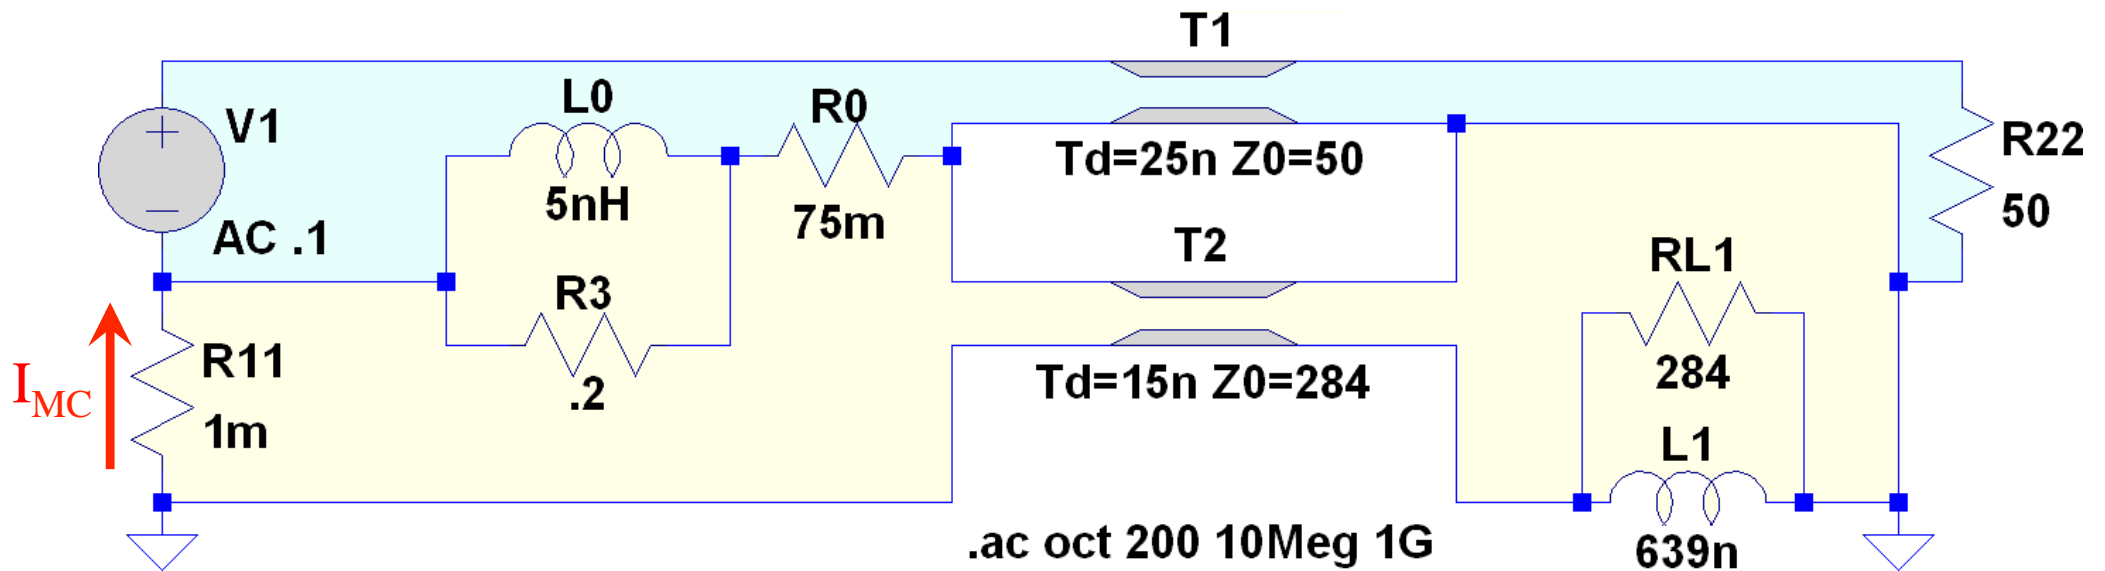 T1
L0
R0
V1
R22
5nH
Td=25n Z0=50
75m
50
AC .1
T2
RL1
R3
R11
284
I_MC
.2
Td=15n Z0=284
1m
L1
.ac oct 200 10Meg 1G
639n